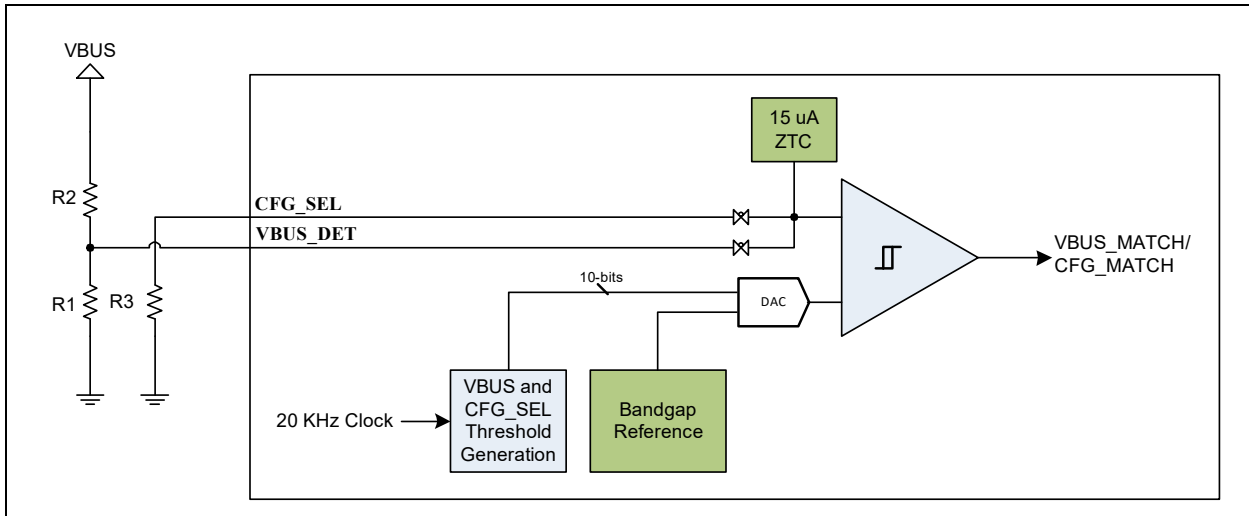 VBUS
15 uA
ZTC
R2
CFG_SEL
VBUS_DET
VBUS_MATCH/
CFG_MATCH
10-bits
R1
R3
DAC
VBUS and
CFG_SEL
Threshold
Generation
Bandgap
Reference
20 KHz Clock